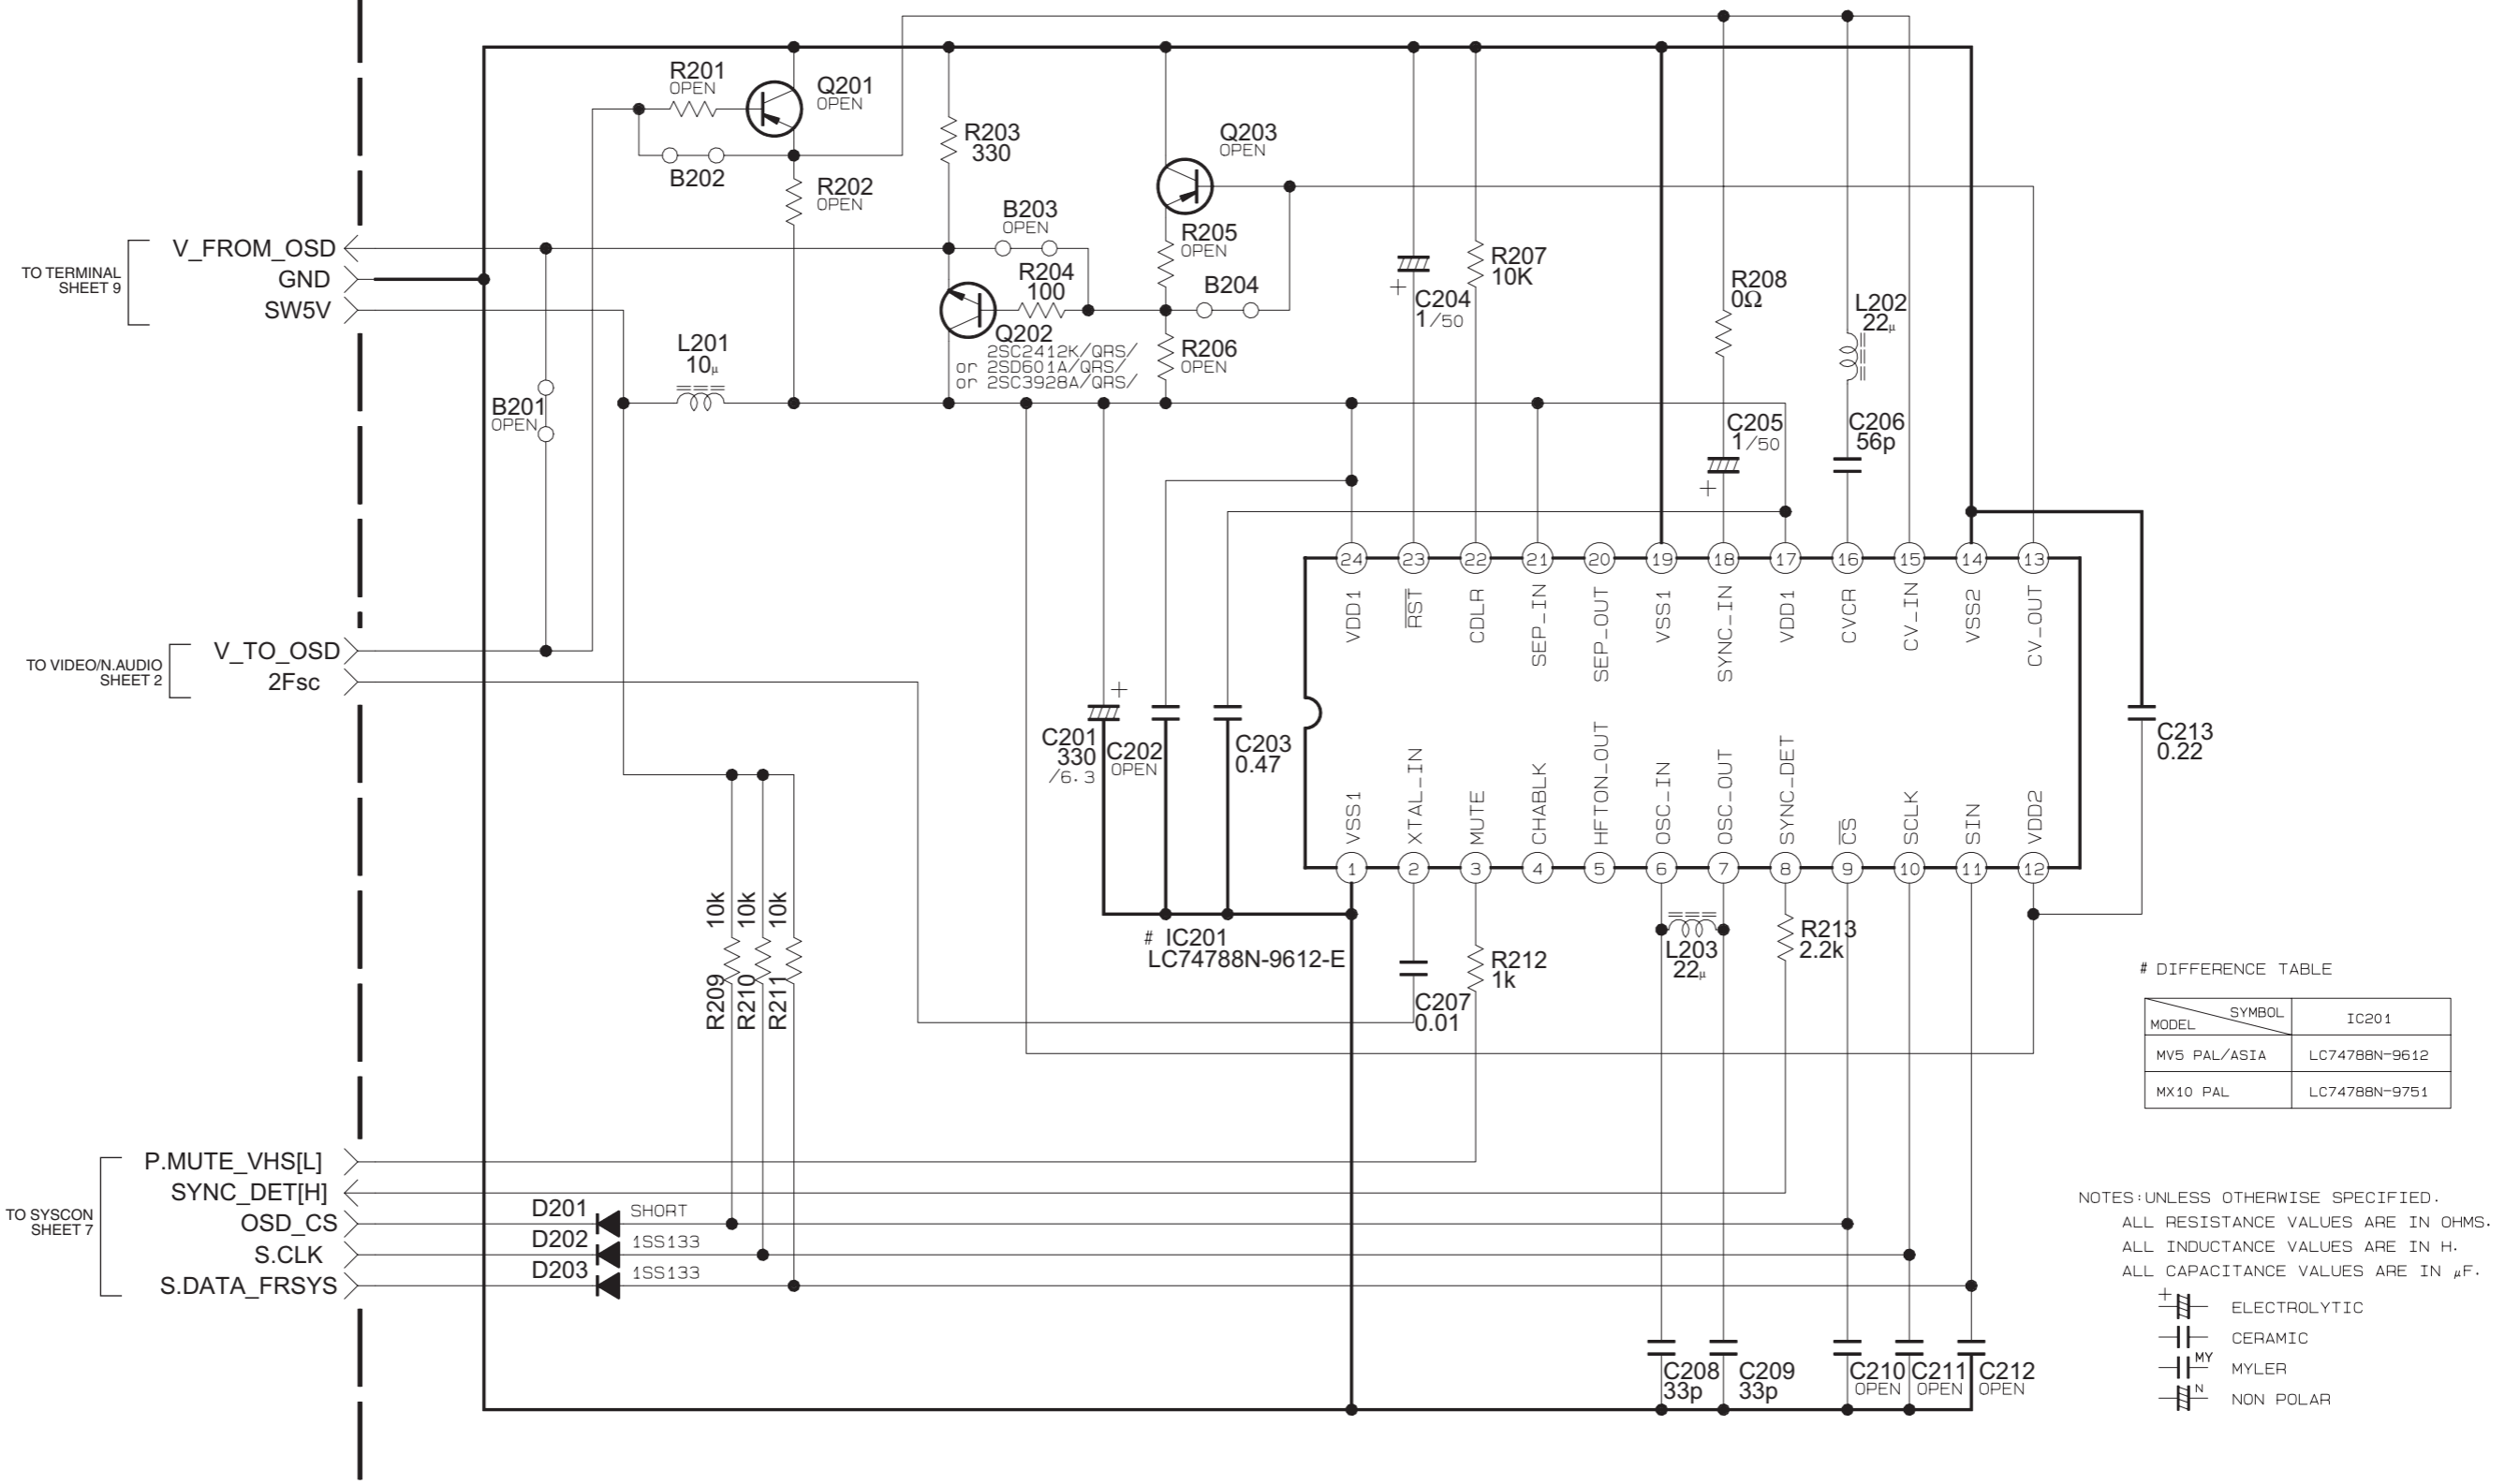 R201
OPEN
Q201
OPEN
B202
R202
OPEN
R203
330
Q203
OPEN
B203
OPEN
R204
100
R205
OPEN
B204
Q202
2SC2412K/QRS/
or 2SD601A/QRS/
or 2SC3928A/QRS/
R206
OPEN
C204
1/50
R207
10K
R208
0Ω
L202
22μ
C205
1/50
C206
56p
TO TERMINAL
SHEET 9
V_FROM_OSD
GND
SW5V
L201
10μ
B201
OPEN
TO VIDEO/N.AUDIO
SHEET 2
V_TO_OSD
2Fsc
24
23
22
21
20
19
18
17
16
15
14
13
VDD1
RST
CDLR
SEP_IN
SEP_OUT
VSS1
SYNC_IN
VDD1
CVCR
CV_IN
VSS2
CV_OUT
+
C201
330
/6.3
C202
OPEN
C203
0.47
C213
0.22
VSS1
XTAL_IN
MUTE
CHABLK
HFTON_OUT
OSC_IN
OSC_OUT
SYNC_DET
CS
SCLK
SIN
VDD2
1
2
3
4
5
6
7
8
9
10
11
12
# IC201
LC74788N-9612-E
C207
0.01
R212
1k
L203
22μ
R213
2.2k
10k
10k
10k
R209
R210
R211
# DIFFERENCE TABLE
SYMBOL
MODEL
IC201
MV5 PAL/ASIA LC74788N-9612
MX10 PAL LC74788N-9751
TO SYSCON
SHEET 7
P.MUTE_VHS[L]
SYNC_DET[H]
OSD_CS
S.CLK
S.DATA_FRSYS
D201
SHORT
D202
1SS133
D203
1SS133
C208
33p
C209
33p
C210
OPEN
C211
OPEN
C212
OPEN
NOTES:UNLESS OTHERWISE SPECIFIED.
ALL RESISTANCE VALUES ARE IN OHMS.
ALL INDUCTANCE VALUES ARE IN H.
ALL CAPACITANCE VALUES ARE IN μF.
+ ELECTROLYTIC
CERAMIC
MY MYLER
N NON POLAR